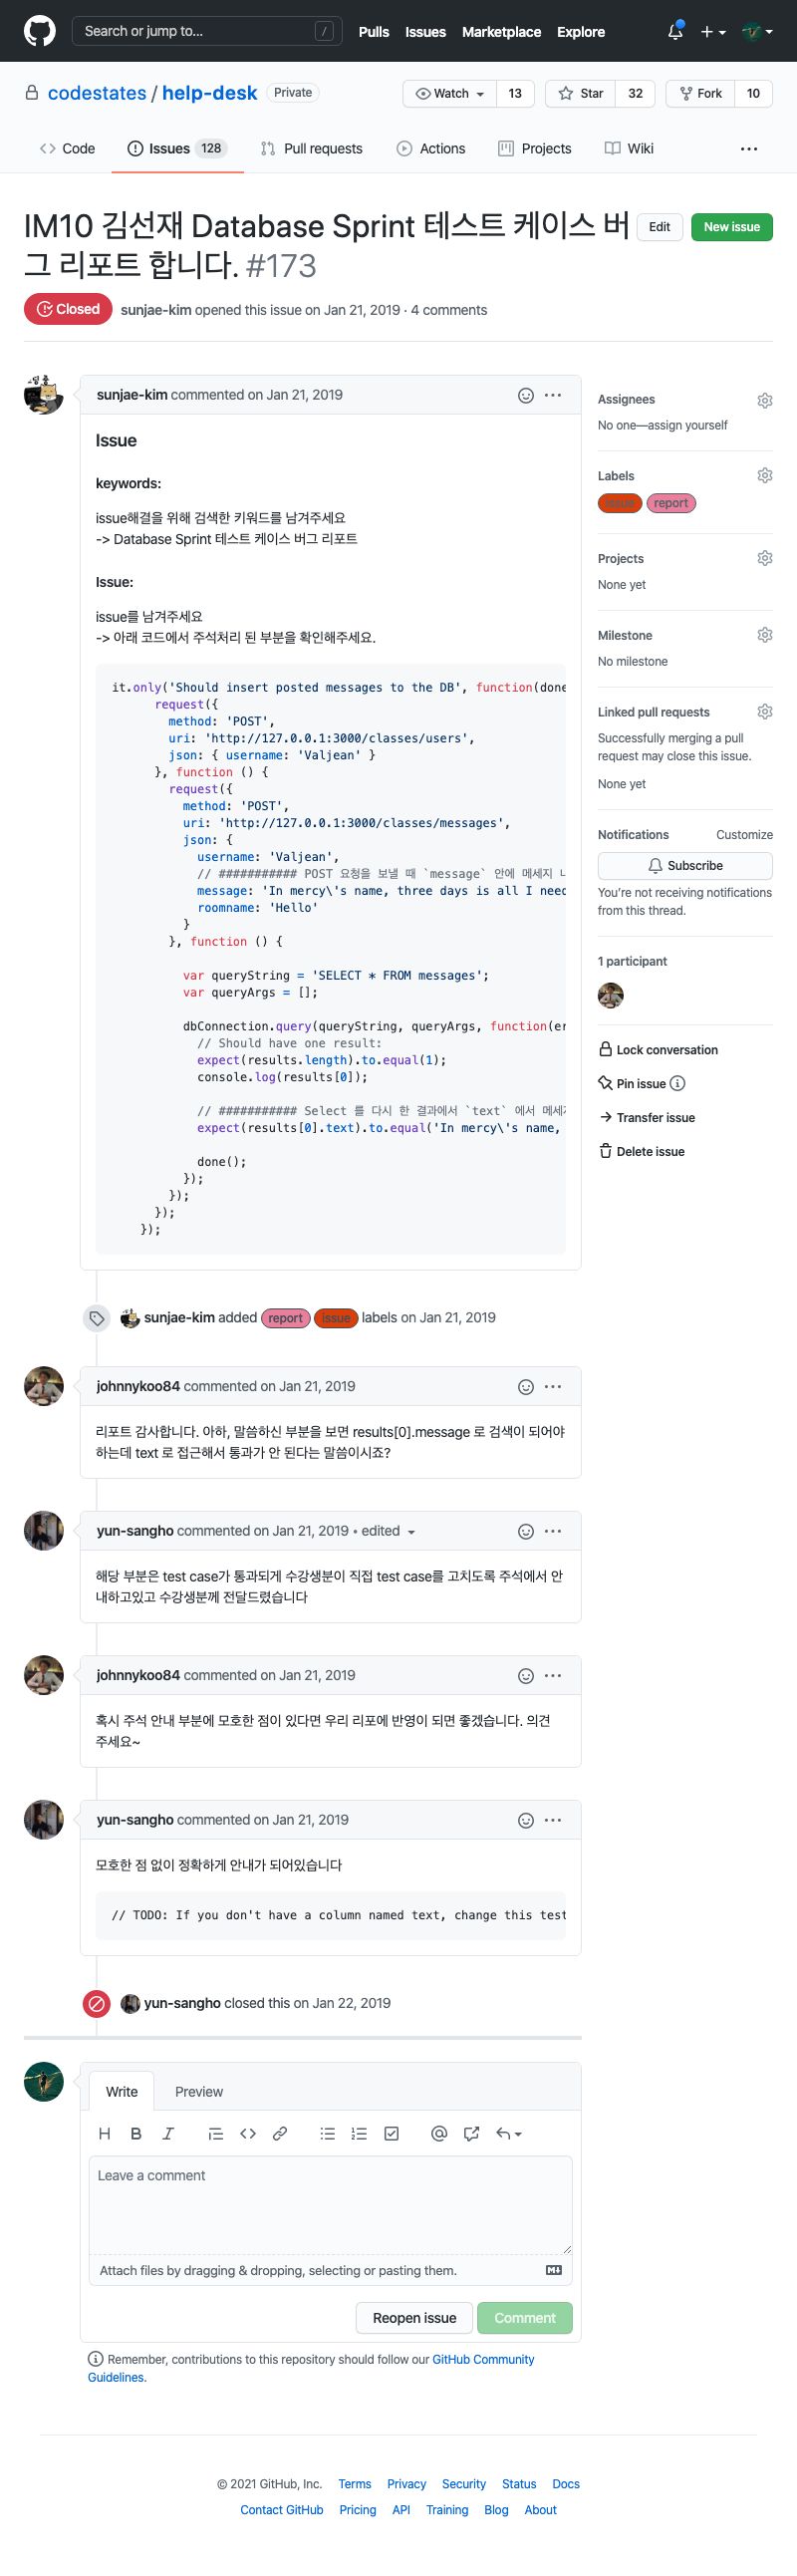 Search or jump to...
/
Pulls Issues Marketplace Explore
codestates / help-desk Private
Watch 13 Star 32 Fork 10
Code Issues 128 Pull requests Actions Projects Wiki
IM10 김선재 Database Sprint 테스트 케이스 버
그 리포트 합니다. #173
Edit New issue
Closed sunjae-kim opened this issue on Jan 21, 2019 · 4 comments
sunjae-kim commented on Jan 21, 2019
Issue
keywords:
issue해결을 위해 검색한 키워드를 남겨주세요
-> Database Sprint 테스트 케이스 버그 리포트
Issue:
issue를 남겨주세요
-> 아래 코드에서 주석처리 된 부분을 확인해주세요.
it.only('Should insert posted messages to the DB', function(done
request({
method: 'POST',
uri: 'http://127.0.0.1:3000/classes/users',
json: { username: 'Valjean' }
}, function () {
request({
method: 'POST',
uri: 'http://127.0.0.1:3000/classes/messages',
json: {
username: 'Valjean',
// ########### POST 요청을 보낼 때 `message` 안에 메세지
message: 'In mercy\'s name, three days is all I need
roomname: 'Hello'
}
}, function () {
var queryString = 'SELECT * FROM messages';
var queryArgs = [];
dbConnection.query(queryString, queryArgs, function(er
// Should have one result:
expect(results.length).to.equal(1);
console.log(results[0]);
// ########### Select 를 다시 한 결과에서 `text` 에서
expect(results[0].text).to.equal('In mercy\'s name,
done();
});
});
});
});
Assignees
No one—assign yourself
Labels
issue report
Projects
None yet
Milestone
No milestone
Linked pull requests
Successfully merging a pull
request may close this issue.
None yet
Notifications Customize
Subscribe
You're not receiving notifications
from this thread.
1 participant
Lock conversation
Pin issue
Transfer issue
Delete issue
sunjae-kim added report issue labels on Jan 21, 2019
johnnykoo84 commented on Jan 21, 2019
리포트 감사합니다. 아하, 말씀하신 부분을 보면 results[0].message 로 검색이 되어야
하는데 text 로 접근해서 통과가 안 된다는 말씀이시죠?
yun-sangho commented on Jan 21, 2019 • edited
해당 부분은 test case가 통과되게 수강생분이 직접 test case를 고치도록 주석에서 안
내하고있고 수강생분께 전달드렸습니다
johnnykoo84 commented on Jan 21, 2019
혹시 주석 안내 부분에 모호한 점이 있다면 우리 리포에 반영이 되면 좋겠습니다. 의견
주세요~
yun-sangho commented on Jan 21, 2019
모호한 점 없이 정확하게 안내가 되어있습니다
// TODO: If you don't have a column named text, change this test
yun-sangho closed this on Jan 22, 2019
Write Preview
Leave a comment
Attach files by dragging & dropping, selecting or pasting them.
Reopen issue Comment
Remember, contributions to this repository should follow our GitHub Community
Guidelines.
© 2021 GitHub, Inc. Terms Privacy Security Status Docs
Contact GitHub Pricing API Training Blog About